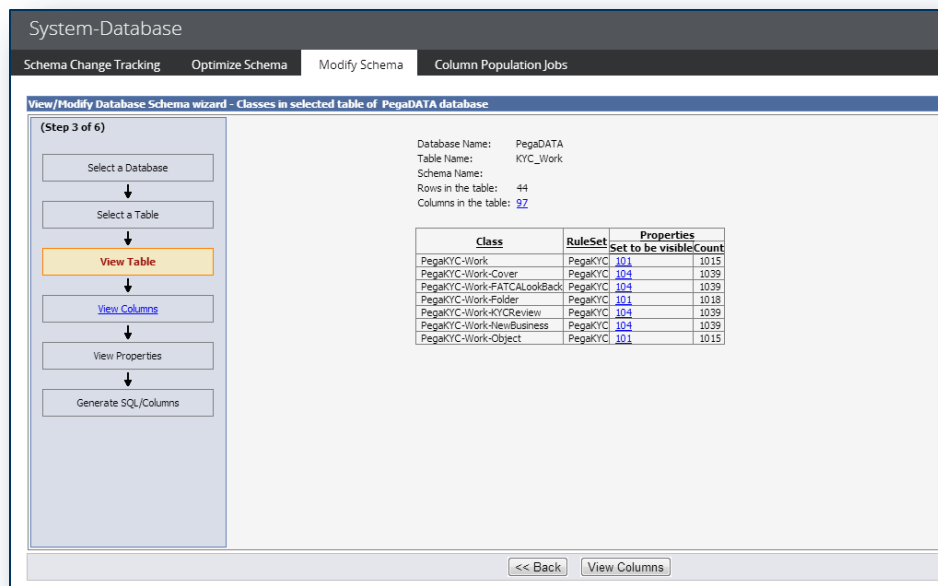 System-Database
Schema Change Tracking Optimize Schema Modify Schema Column Population Jobs
View/Modify Database Schema wizard - Classes in selected table of PegaDATA database
(Step 3 of 6)
Select a Database
Select a Table
View Table
View Columns
View Properties
Generate SQL/Columns
Database Name: PegaDATA
Table Name: KYC_Work
Schema Name:
Rows in the table: 44
Columns in the table: 97
Class RuleSet Properties
Set to be visible Count
PegaKYC-Work PegaKYC 101 1015
PegaKYC-Work-Cover PegaKYC 104 1039
PegaKYC-Work-FATCALookBack PegaKYC 104 1039
PegaKYC-Work-Folder PegaKYC 101 1018
PegaKYC-Work-KYCReview PegaKYC 104 1039
PegaKYC-Work-NewBusiness PegaKYC 104 1039
PegaKYC-Work-Object PegaKYC 101 1015
<< Back View Columns